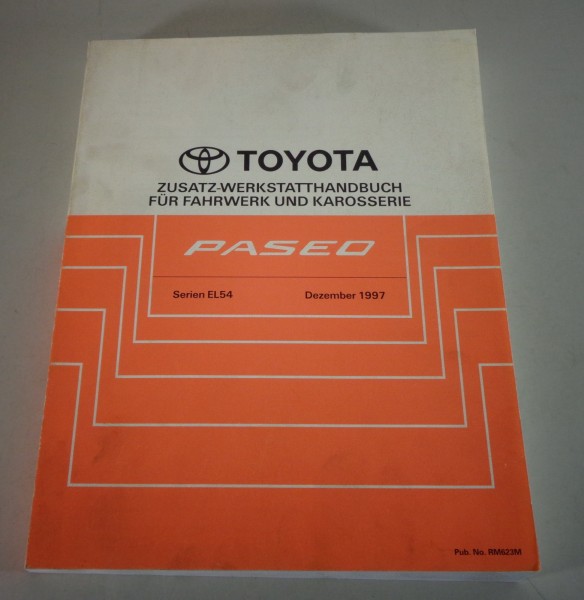 TOYOTA
ZUSATZ-WERKSTATTHANDBUCH
FÜR FAHRWERK UND KAROSSERIE
PASEO
Serien EL54 Dezember 1997
Pub. No. RM623M